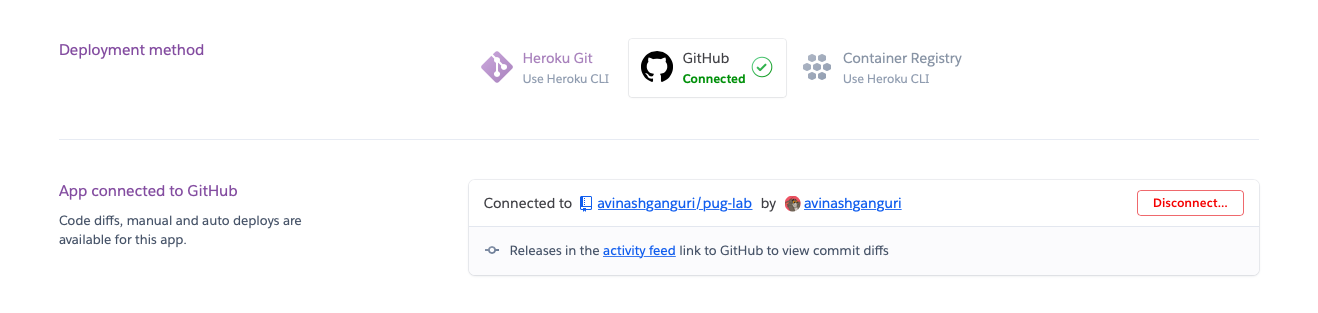 Deployment method
Heroku Git
Use Heroku CLI
GitHub
Connected
Container Registry
Use Heroku CLI
App connected to GitHub
Code diffs, manual and auto deploys are
available for this app.
Connected to avinashganguri/pug-lab by avinashganguri
Disconnect...
Releases in the activity feed link to GitHub to view commit diffs